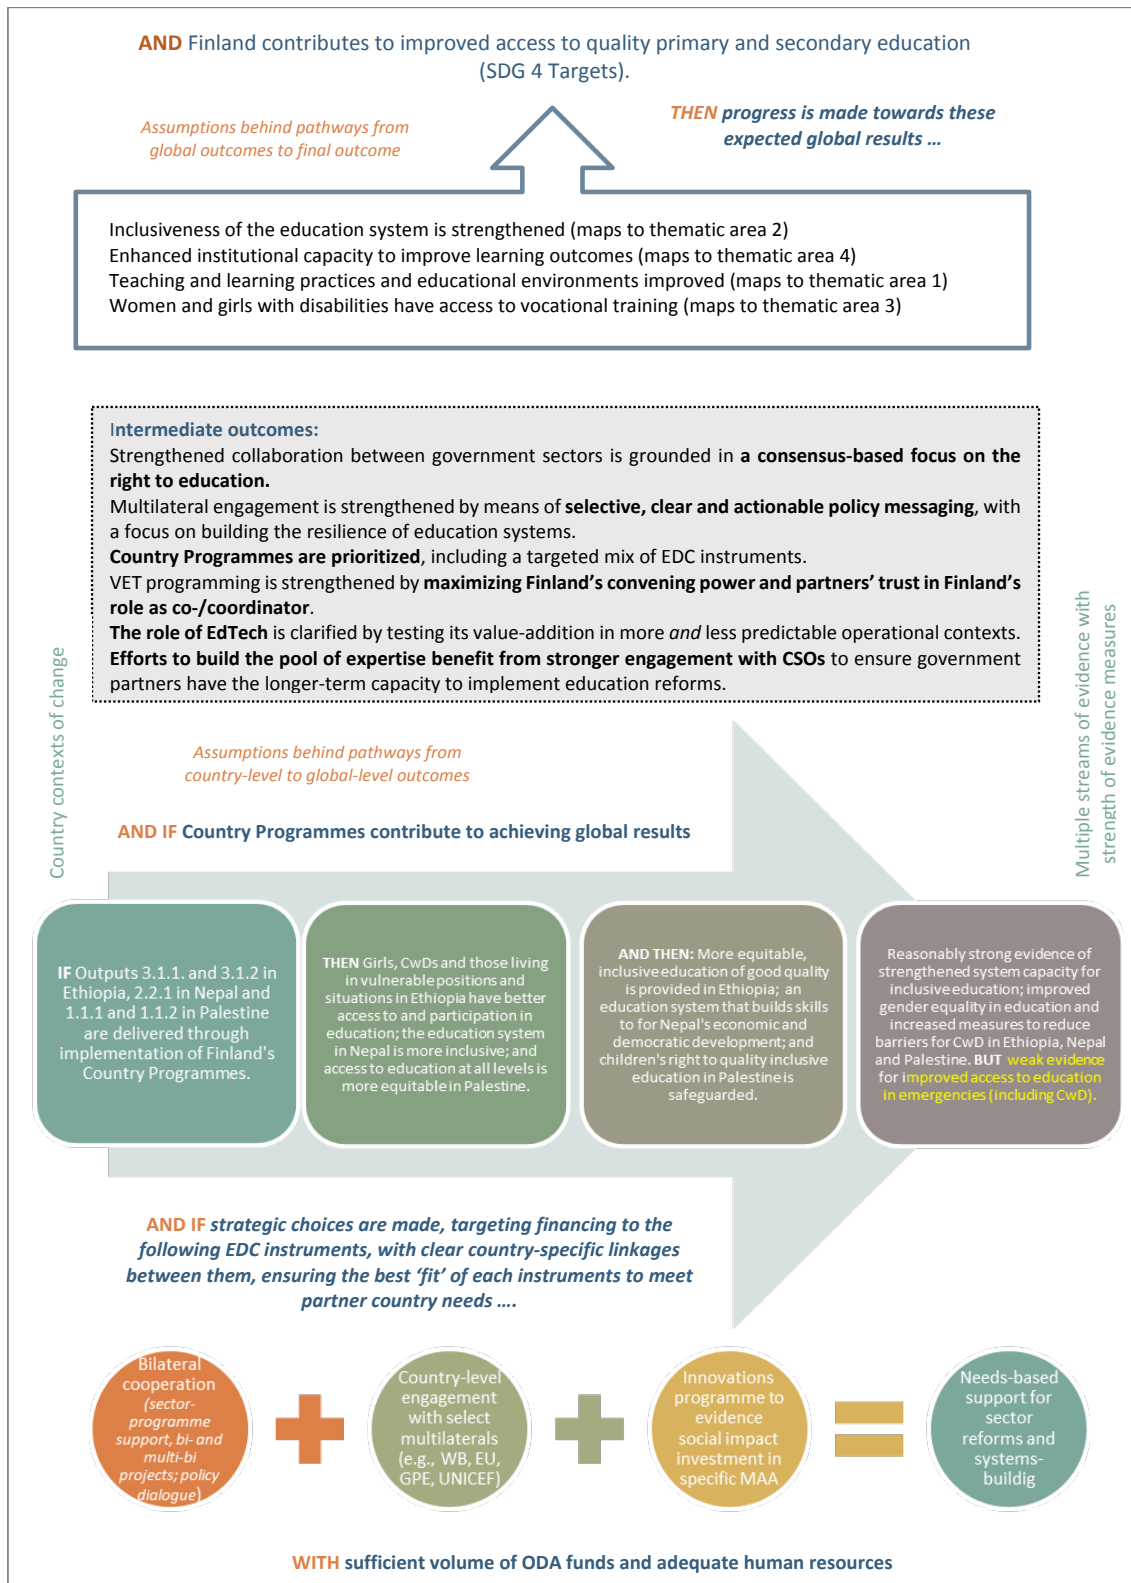 AND Finland contributes to improved access to quality primary and secondary education
(SDG 4 Targets).
Assumptions behind pathways from
global outcomes to final outcome
THEN progress is made towards these
expected global results ...
Inclusiveness of the education system is strengthened (maps to thematic area 2)
Enhanced institutional capacity to improve learning outcomes (maps to thematic area 4)
Teaching and learning practices and educational environments improved (maps to thematic area 1)
Women and girls with disabilities have access to vocational training (maps to thematic area 3)
Intermediate outcomes:
Strengthened collaboration between government sectors is grounded in a consensus-based focus on the
right to education.
Multilateral engagement is strengthened by means of selective, clear and actionable policy messaging, with
a focus on building the resilience of education systems.
Country Programmes are prioritized, including a targeted mix of EDC instruments.
VET programming is strengthened by maximizing Finland's convening power and partners' trust in Finland's
role as co-/coordinator.
The role of EdTech is clarified by testing its value-addition in more and less predictable operational contexts.
Efforts to build the pool of expertise benefit from stronger engagement with CSOs to ensure government
partners have the longer-term capacity to implement education reforms.
Country contexts of change
Multiple streams of evidence with
strength of evidence measures
Assumptions behind pathways from
country-level to global-level outcomes
AND IF Country Programmes contribute to achieving global results
IF Outputs 3.1.1. and 3.1.2 in
Ethiopia, 2.2.1 in Nepal and
1.1.1 and 1.1.2 in Palestine
are delivered through
implementation of Finland's
Country Programmes.
THEN Girls, CwDs and those living
in vulnerable positions and
situations in Ethiopia have better
access to and participation in
education; the education system
in Nepal is more inclusive; and
access to education at all levels is
more equitable in Palestine.
AND THEN: More equitable,
inclusive education of good quality
is provided in Ethiopia; an
education system that builds skills
to for Nepal's economic and
democratic development; and
children's right to quality inclusive
education in Palestine is
safeguarded.
Reasonably strong evidence of
strengthened system capacity for
inclusive education; improved
gender equality in education and
increased measures to reduce
barriers for CwD in Ethiopia, Nepal
and Palestine. BUT weak evidence
for improved access to education
in emergencies (including CwD).
AND IF strategic choices are made, targeting financing to the
following EDC instruments, with clear country-specific linkages
between them, ensuring the best 'fit' of each instruments to meet
partner country needs ....
Bilateral
cooperation
(sector-
programme
support, bi- and
multi-bi
projects; policy
dialogue)
Country-level
engagement
with select
multilaterals
(e.g., WB, EU,
GPE, UNICEF)
Innovations
programme to
evidence
social impact
investment in
specific MAA
Needs-based
support for
sector
reforms and
systems-
buildig
WITH sufficient volume of ODA funds and adequate human resources